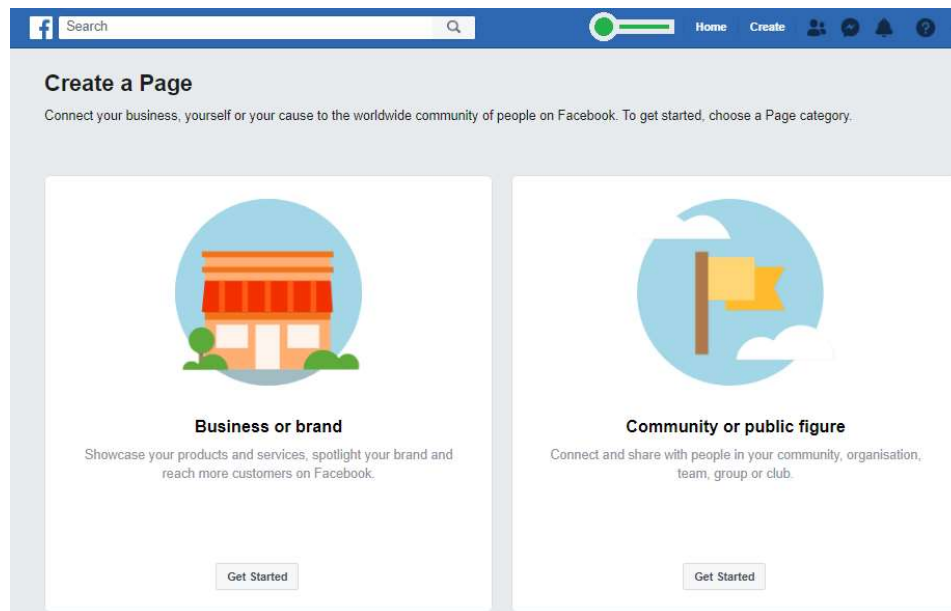 Search
Home
Create
Create a Page
Connect your business, yourself or your cause to the worldwide community of people on Facebook. To get started, choose a Page category.
Business or brand
Showcase your products and services, spotlight your brand and
reach more customers on Facebook.
Get Started
Community or public figure
Connect and share with people in your community, organisation,
team, group or club.
Get Started